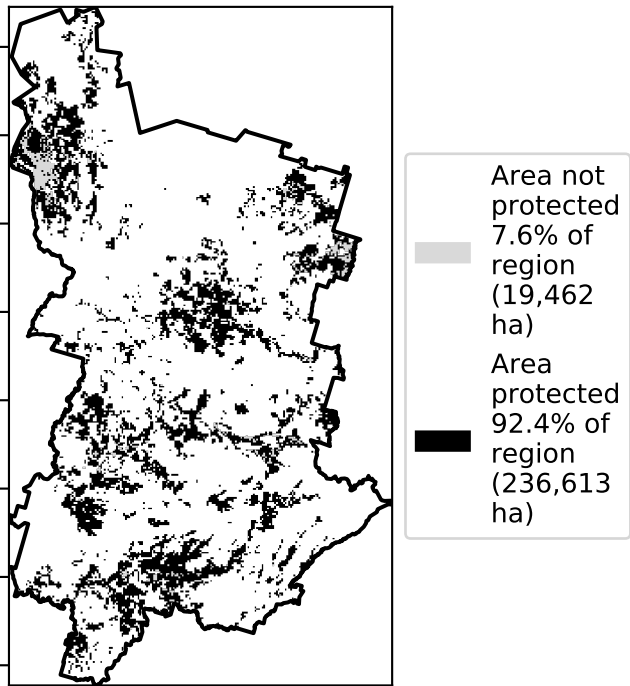 Area not
protected
7.6% of
region
(19,462
ha)
Area
protected
92.4% of
region
(236,613
ha)